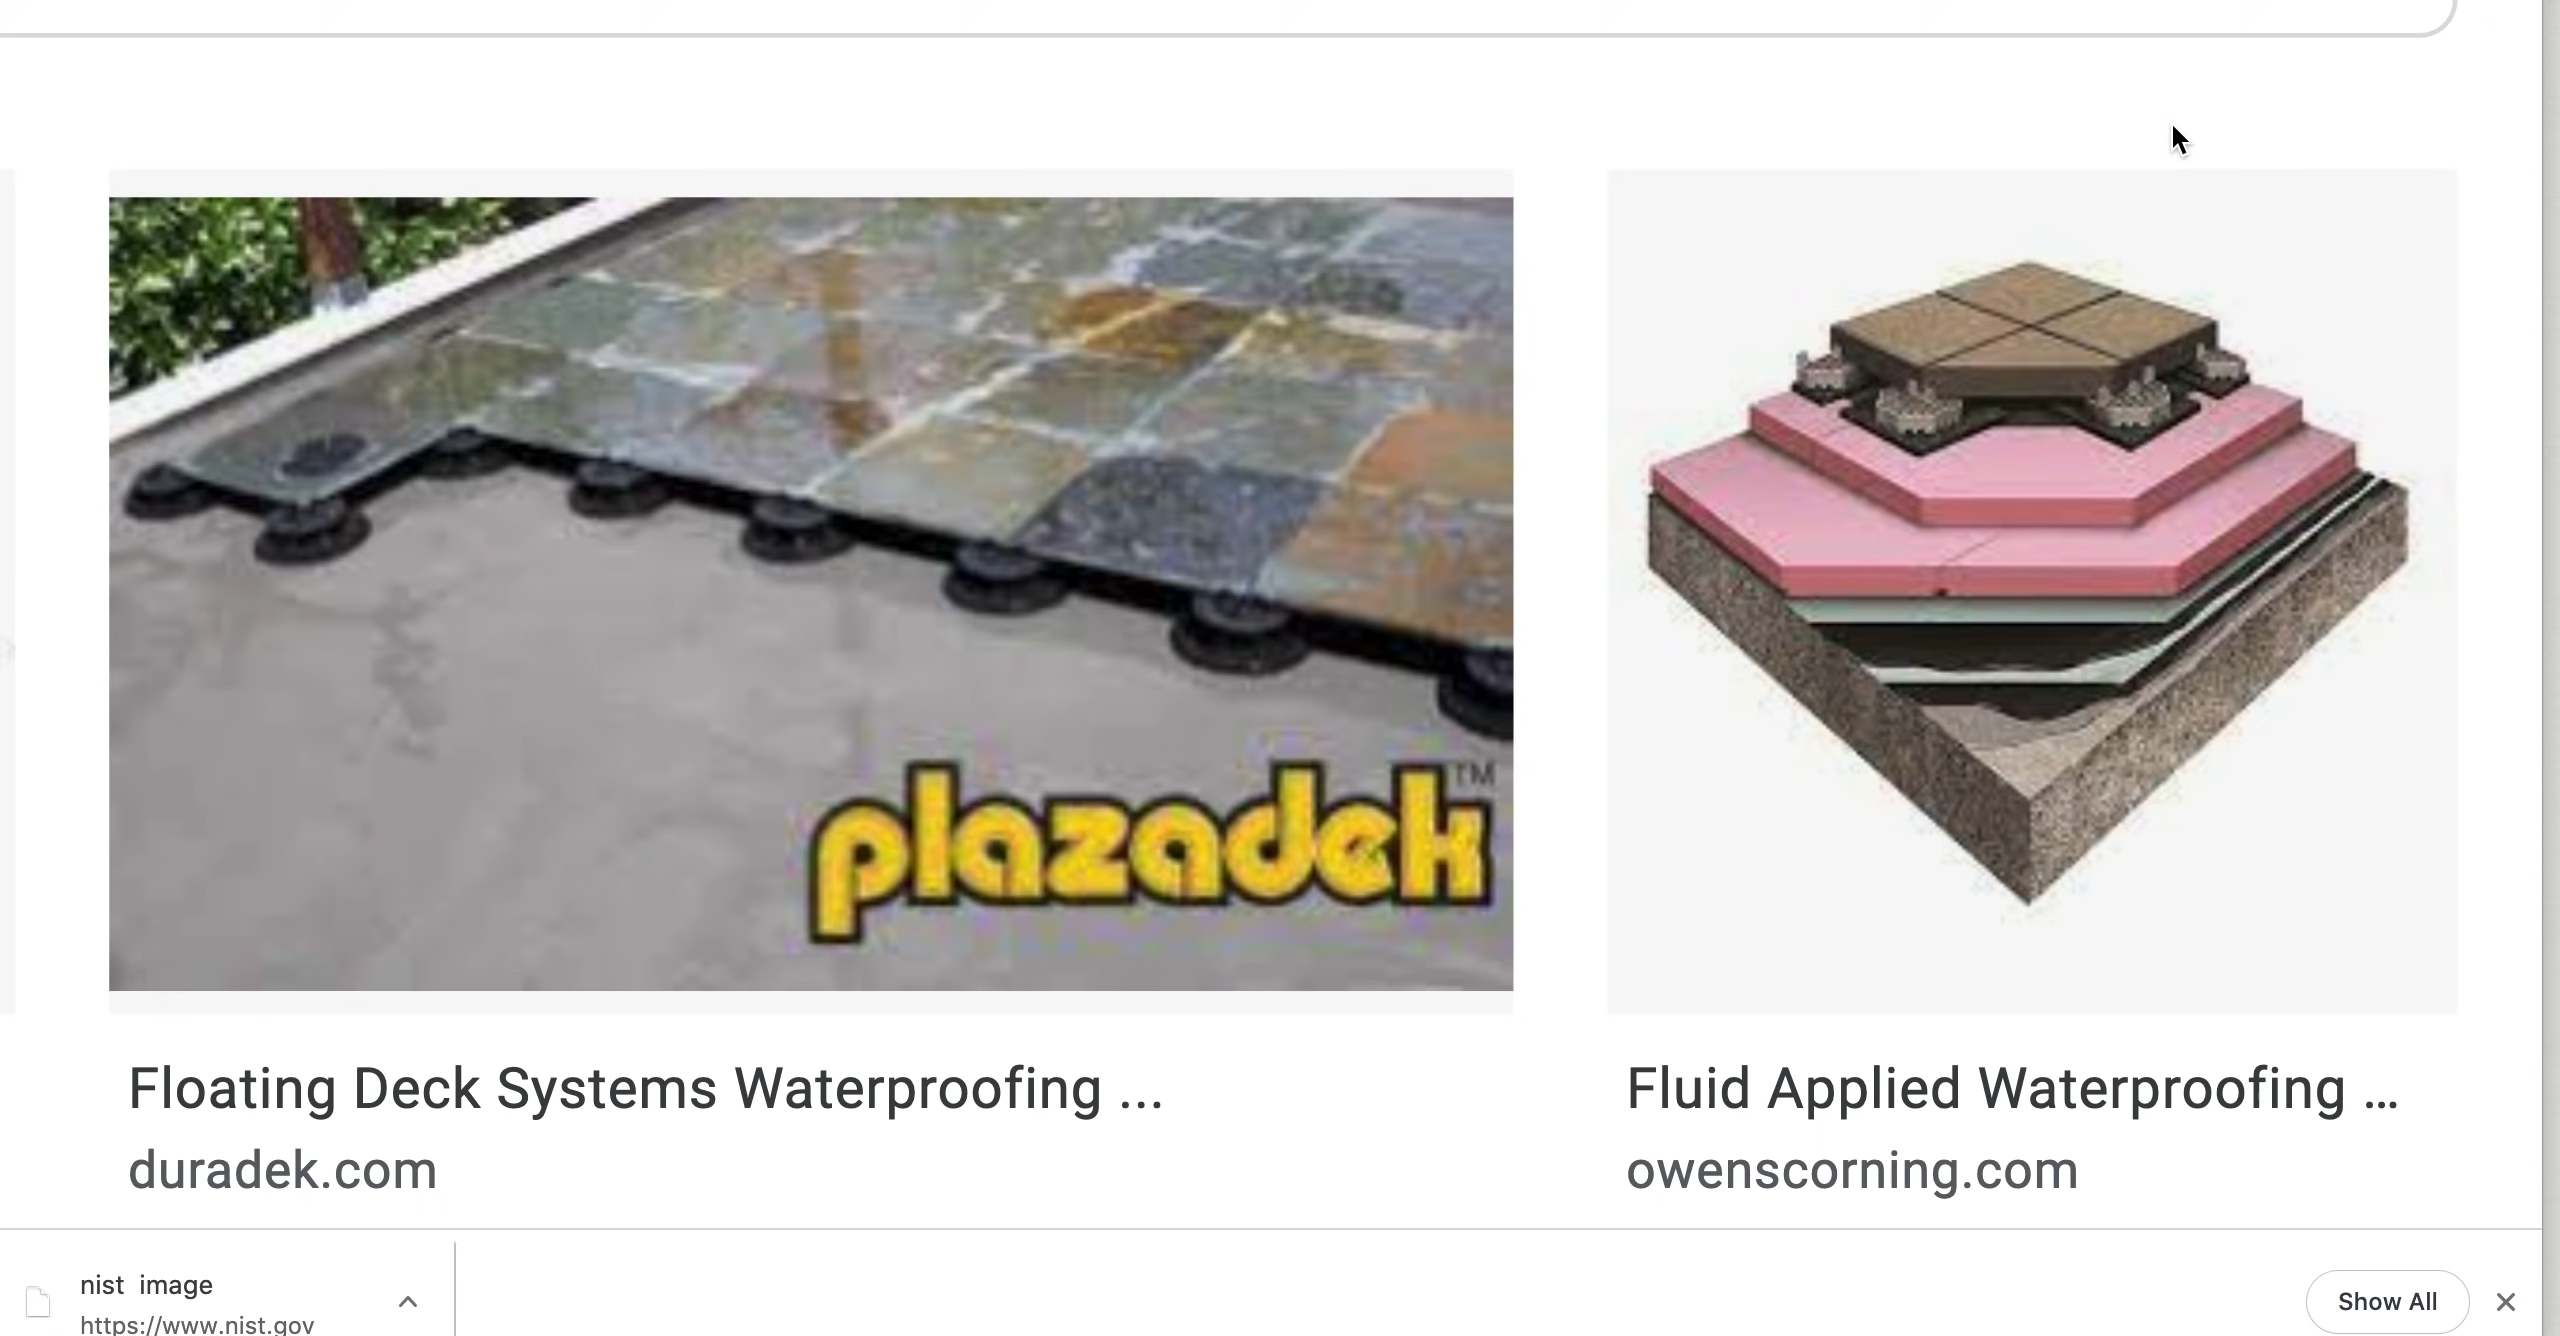 plazadek™
Floating Deck Systems Waterproofing ...
duradek.com
Fluid Applied Waterproofing ...
owenscorning.com
nist image
https://www.nist.gov
Show All